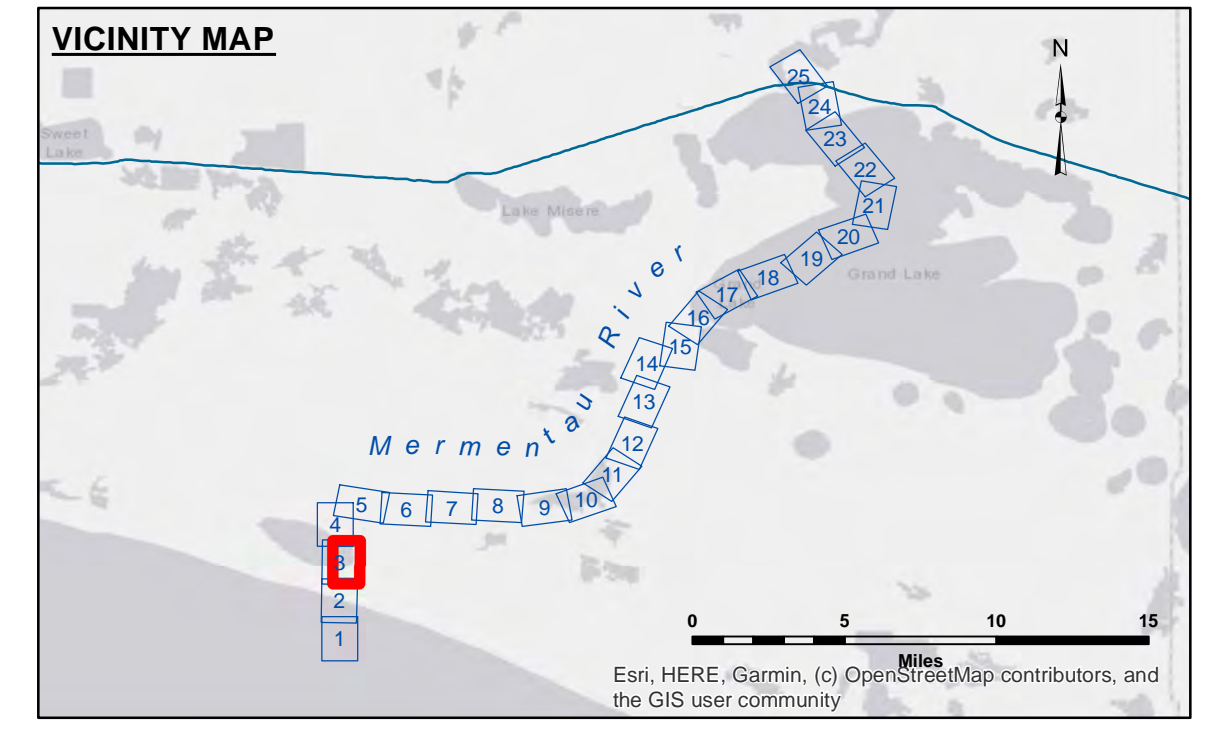 VICINITY MAP
N
25
24
Sweet
Lake
23
22
Lake Misere
21
20
19
Grand Lake
18
17
16
Mermentau River
15
14
13
12
11
10
5
6
7
8
9
4
3
2
1
0 5 10 15
Miles
Esri, HERE, Garmin, (c) OpenStreetMap contributors, and
the GIS user community